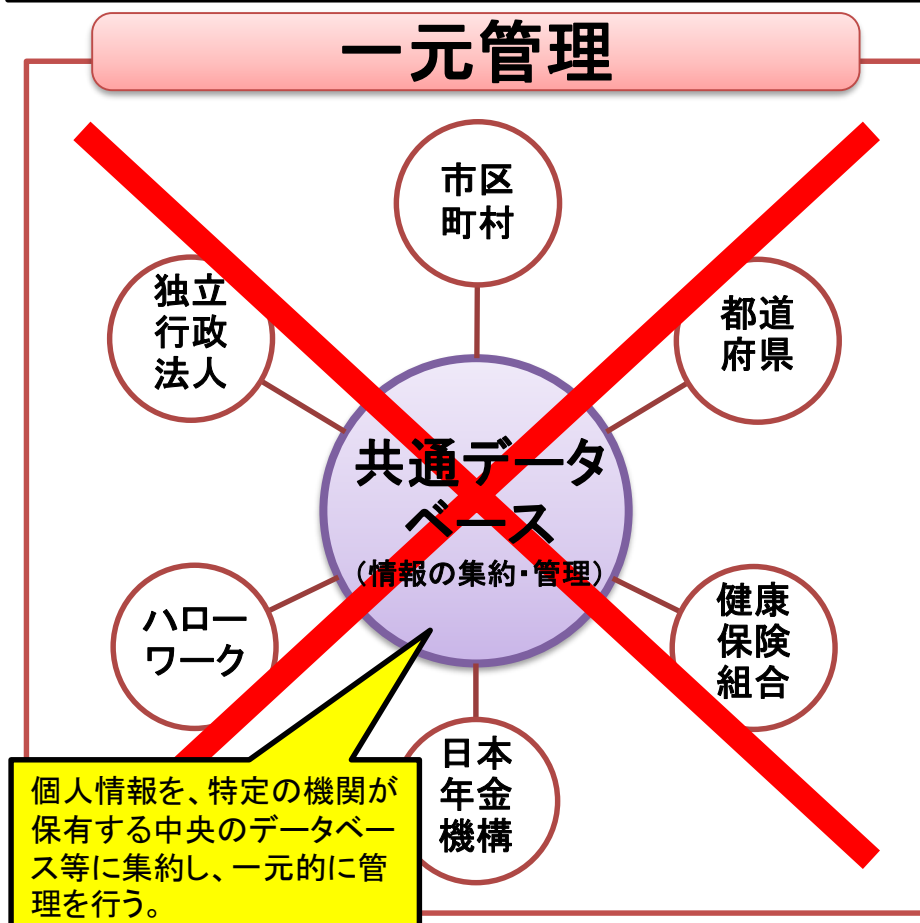 一元管理
市区
町村
独立
行政
法人
都道
府県
共通データ
ベース
（情報の集約・管理）
ハロー
ワーク
健康
保険
組合
日本
年金
機構
個人情報を、特定の機関が
保有する中央のデータベー
ス等に集約し、一元的に管
理を行う。